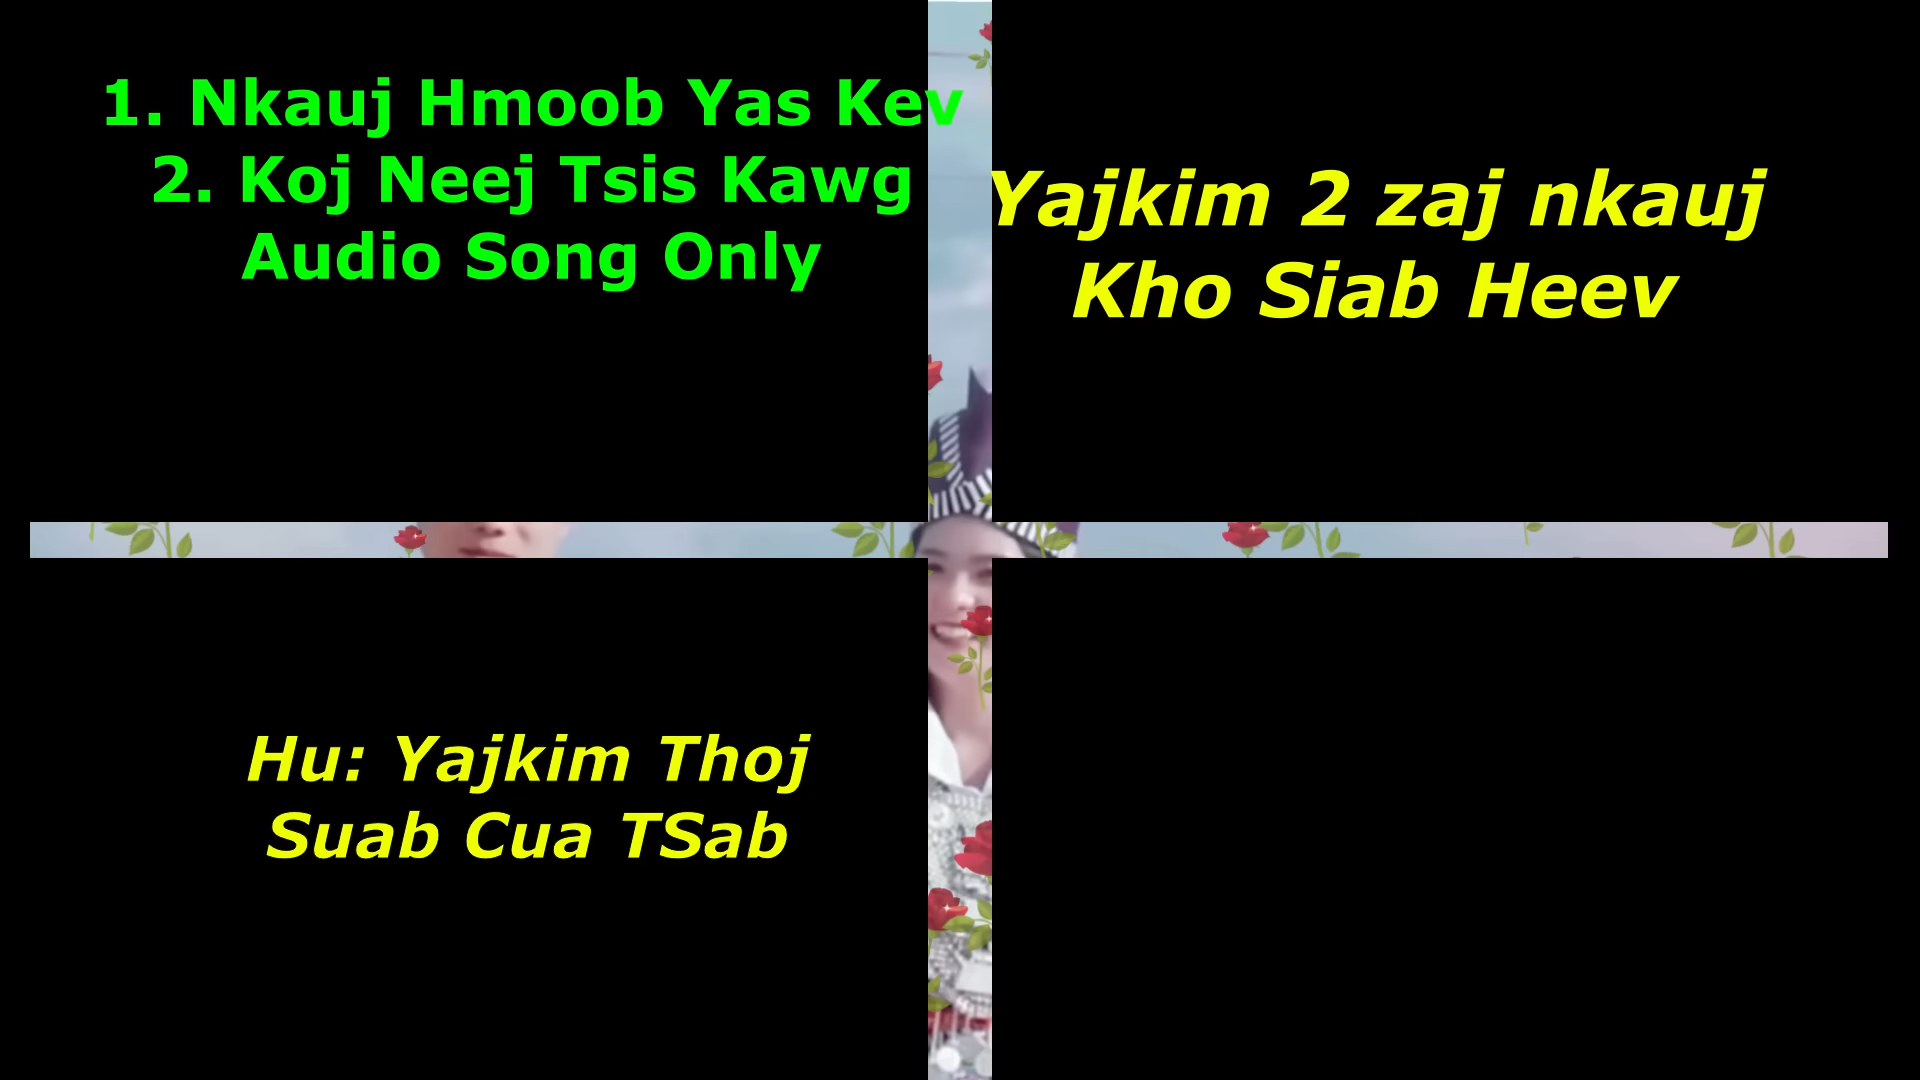 1. Nkauj Hmoob Yas Kev
2. Koj Neej Tsis Kawg
Audio Song Only
Yajkim 2 zaj nkauj
Kho Siab Heev
Hu: Yajkim Thoj
Suab Cua TSab